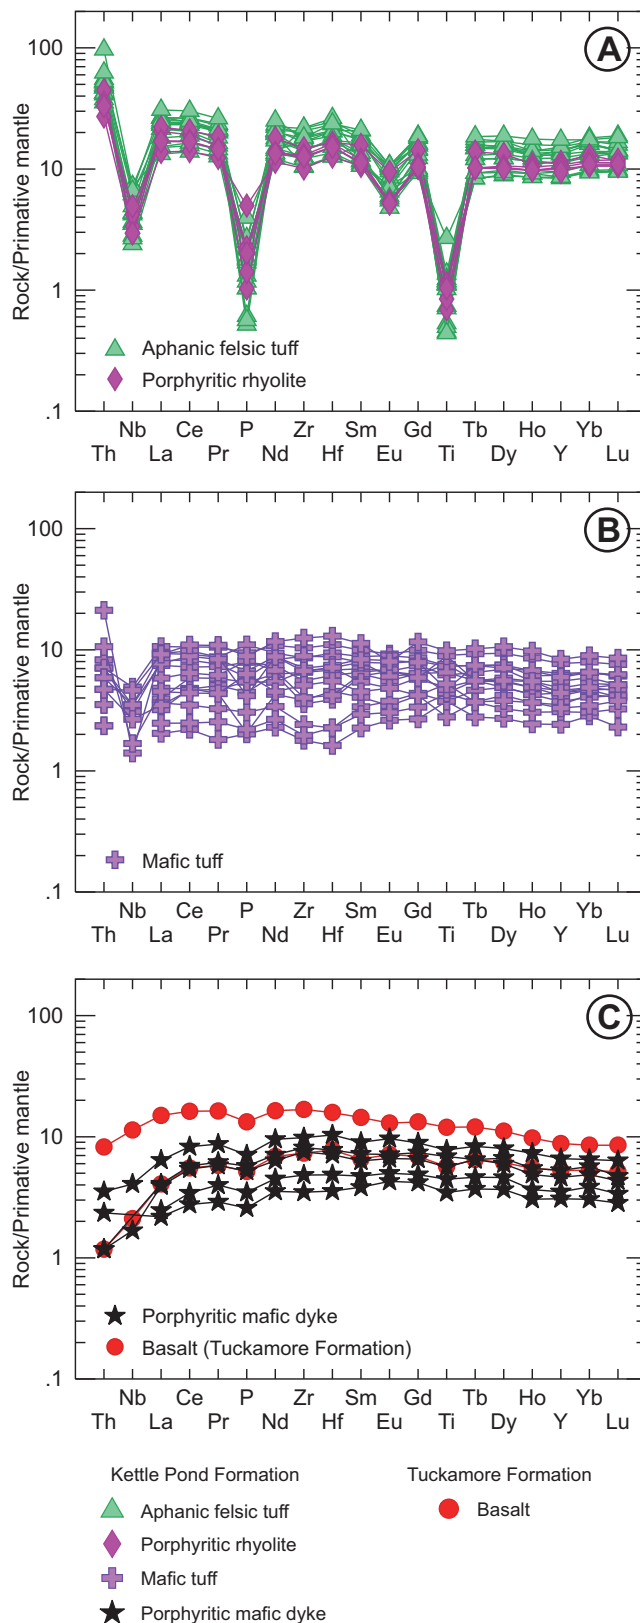 A
100
10
1
.1
Rock/Primative mantle
Aphanic felsic tuff
Porphyritic rhyolite
Nb Ce P Zr Sm Gd Tb Ho Yb
Th La Pr Nd Hf Eu Ti Dy Y Lu
B
100
10
1
.1
Rock/Primative mantle
Mafic tuff
Nb Ce P Zr Sm Gd Tb Ho Yb
Th La Pr Nd Hf Eu Ti Dy Y Lu
C
100
10
1
.1
Rock/Primative mantle
Porphyritic mafic dyke
Basalt (Tuckamore Formation)
Nb Ce P Zr Sm Gd Tb Ho Yb
Th La Pr Nd Hf Eu Ti Dy Y Lu
Kettle Pond Formation
Aphanic felsic tuff
Porphyritic rhyolite
Mafic tuff
Porphyritic mafic dyke
Tuckamore Formation
Basalt